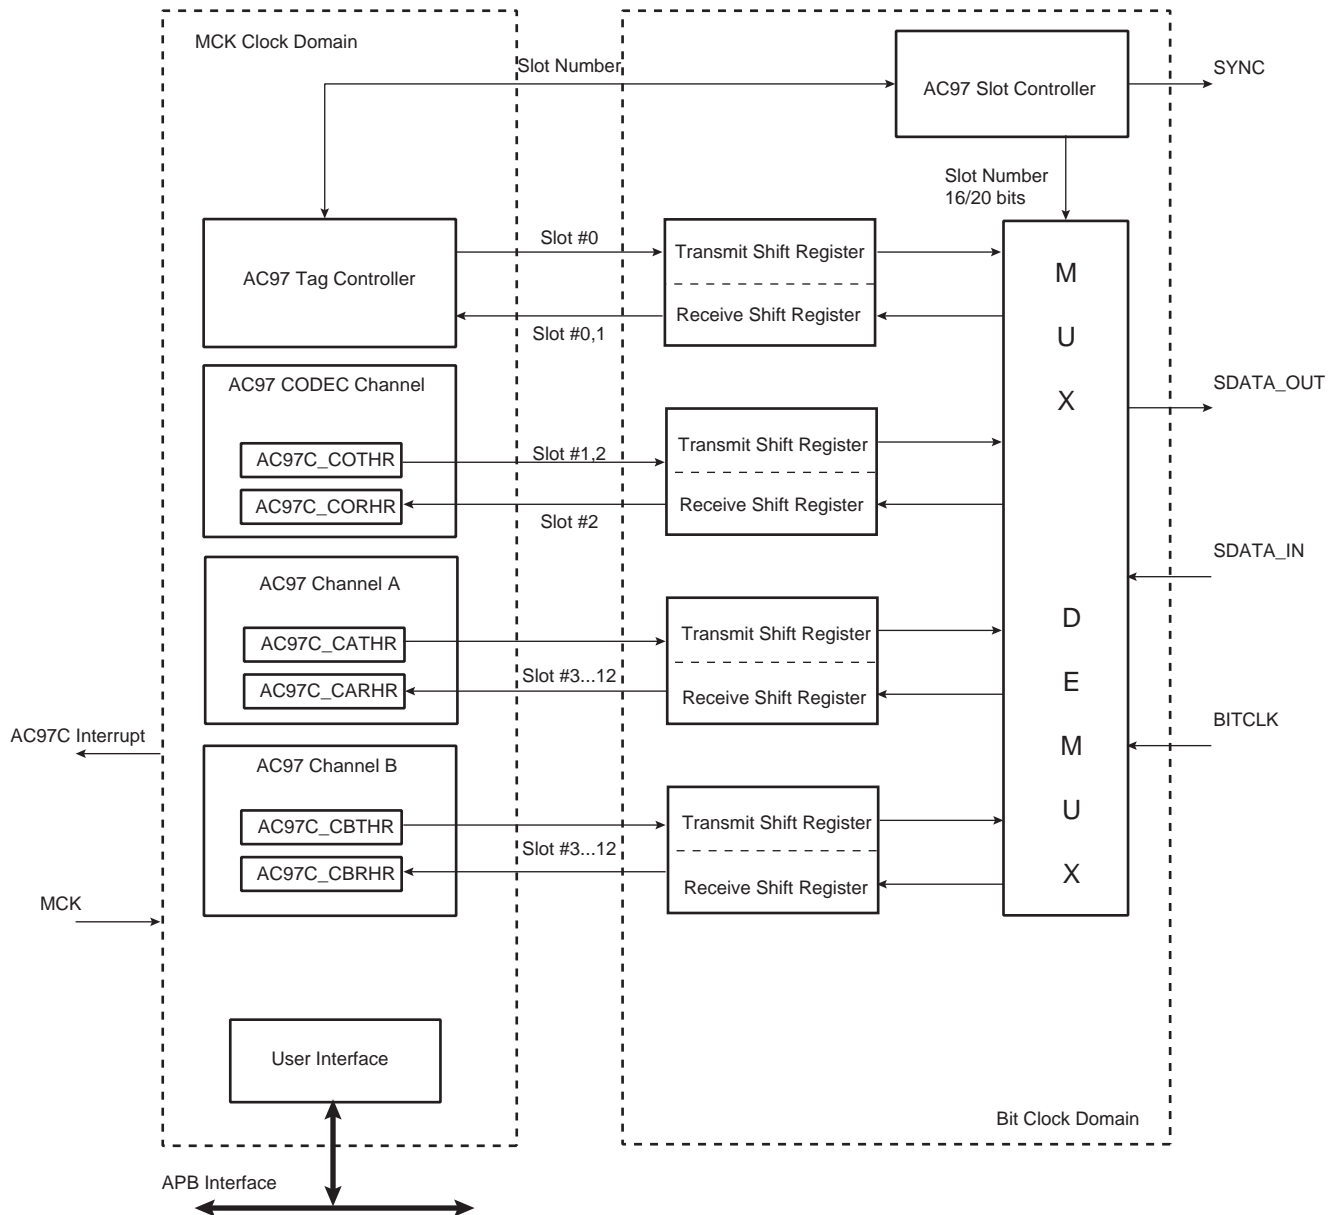 MCK Clock Domain
Slot Number
AC97 Slot Controller
SYNC
Slot Number
16/20 bits
AC97 Tag Controller
Slot #0
Slot #0,1
Transmit Shift Register
Receive Shift Register
M
U
X
D
E
M
U
X
AC97 CODEC Channel
AC97C_COTHR
AC97C_CORHR
Slot #1,2
Slot #2
Transmit Shift Register
Receive Shift Register
SDATA_OUT
AC97 Channel A
AC97C_CATHR
AC97C_CARHR
Slot #3...12
Transmit Shift Register
Receive Shift Register
SDATA_IN
AC97C Interrupt
AC97 Channel B
AC97C_CBTHR
AC97C_CBRHR
Slot #3...12
Transmit Shift Register
Receive Shift Register
BITCLK
MCK
User Interface
Bit Clock Domain
APB Interface